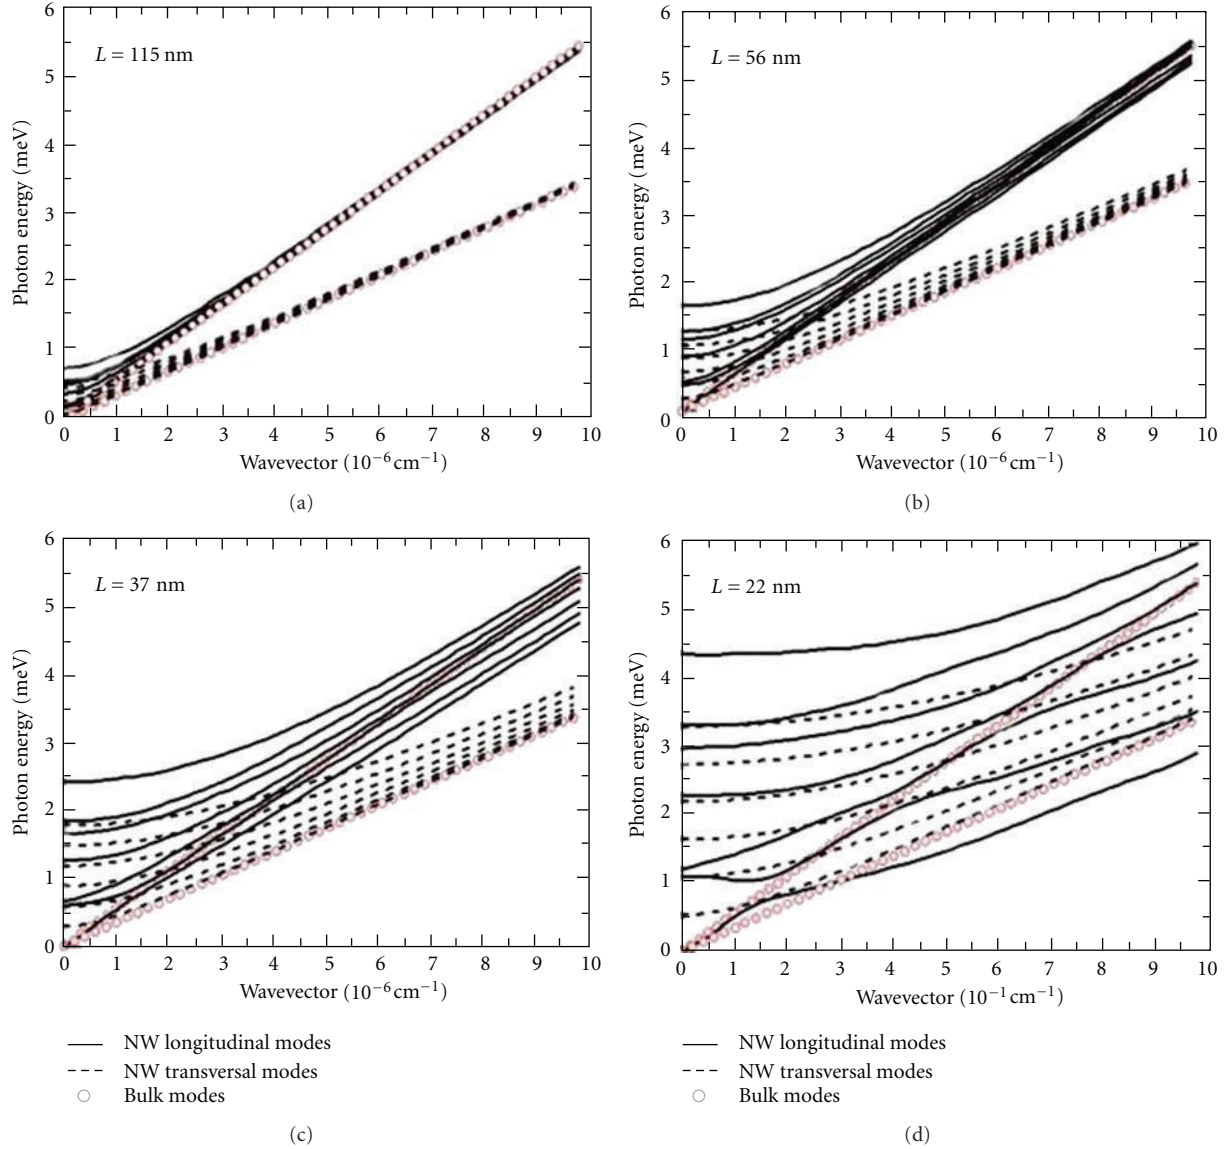 L = 115 nm
Photon energy (meV)
6
5
4
3
2
1
0
0 1 2 3 4 5 6 7 8 9 10
Wavevector (10⁻⁶ cm⁻¹)
(a)
L = 56 nm
Photon energy (meV)
6
5
4
3
2
1
0
0 1 2 3 4 5 6 7 8 9 10
Wavevector (10⁻⁶ cm⁻¹)
(b)
L = 37 nm
Photon energy (meV)
6
5
4
3
2
1
0
0 1 2 3 4 5 6 7 8 9 10
Wavevector (10⁻⁶ cm⁻¹)
NW longitudinal modes
NW transversal modes
Bulk modes
(c)
L = 22 nm
Photon energy (meV)
6
5
4
3
2
1
0
0 1 2 3 4 5 6 7 8 9 10
Wavevector (10⁻¹ cm⁻¹)
NW longitudinal modes
NW transversal modes
Bulk modes
(d)